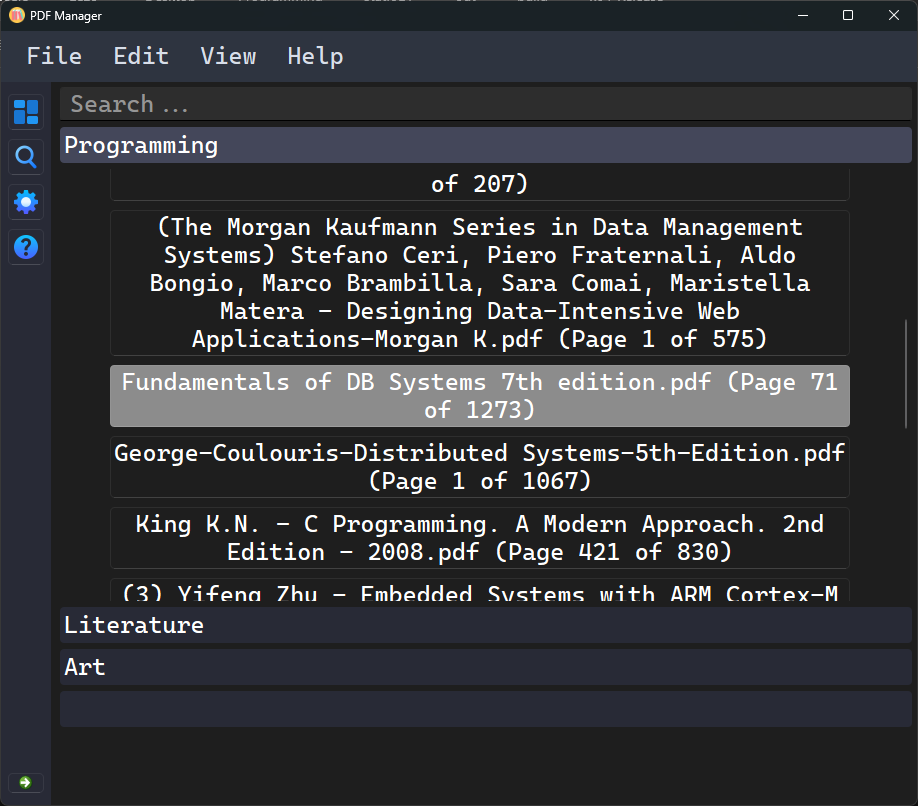 PDF Manager
File Edit View Help
Search ...
Programming
of 207)
(The Morgan Kaufmann Series in Data Management
Systems) Stefano Ceri, Piero Fraternali, Aldo
Bongio, Marco Brambilla, Sara Comai, Maristella
Matera - Designing Data-Intensive Web
Applications-Morgan K.pdf (Page 1 of 575)
Fundamentals of DB Systems 7th edition.pdf (Page 71
of 1273)
George-Coulouris-Distributed Systems-5th-Edition.pdf
(Page 1 of 1067)
King K.N. - C Programming. A Modern Approach. 2nd
Edition - 2008.pdf (Page 421 of 830)
(3) Yifeng Zhu - Embedded Systems with ARM Cortex-M
Literature
Art